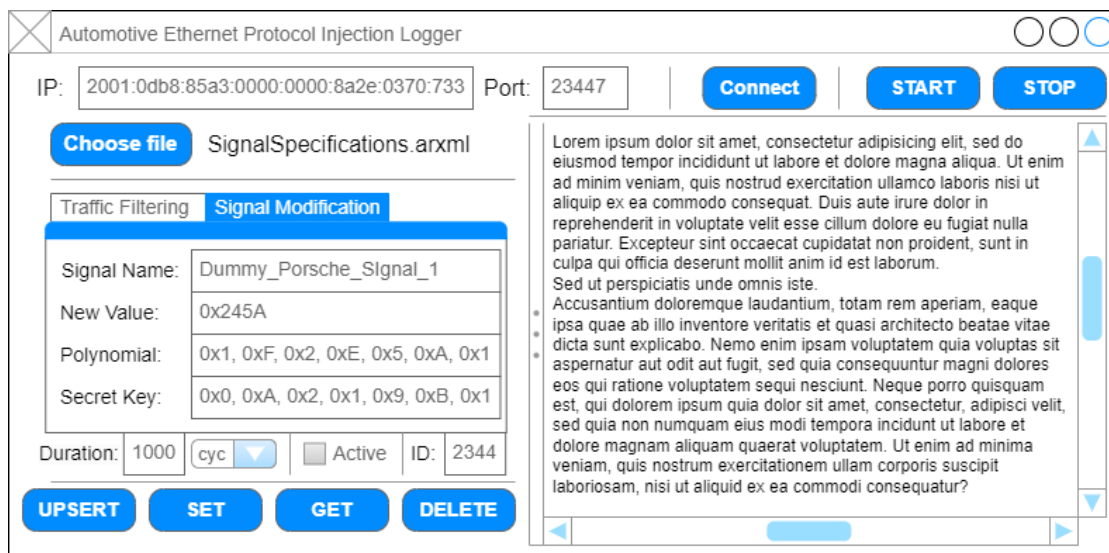 Automotive Ethernet Protocol Injection Logger
IP: 2001:0db8:85a3:0000:0000:8a2e:0370:733 Port: 23447 Connect START STOP
Choose file SignalSpecifications.arxml
Traffic Filtering Signal Modification
Signal Name: Dummy_Porsche_SIgnal_1
New Value: 0x245A
Polynomial: 0x1, 0xF, 0x2, 0xE, 0x5, 0xA, 0x1
Secret Key: 0x0, 0xA, 0x2, 0x1, 0x9, 0xB, 0x1
Duration: 1000 cyc Active ID: 2344
UPSERT SET GET DELETE
Lorem ipsum dolor sit amet, consectetur adipisicing elit, sed do
eiusmod tempor incididunt ut labore et dolore magna aliqua. Ut enim
ad minim veniam, quis nostrud exercitation ullamco laboris nisi ut
aliquip ex ea commodo consequat. Duis aute irure dolor in
reprehenderit in voluptate velit esse cillum dolore eu fugiat nulla
pariatur. Excepteur sint occaecat cupidatat non proident, sunt in
culpa qui officia deserunt mollit anim id est laborum.
Sed ut perspiciatis unde omnis iste.
Accusantium doloremque laudantium, totam rem aperiam, eaque
ipsa quae ab illo inventore veritatis et quasi architecto beatae vitae
dicta sunt explicabo. Nemo enim ipsam voluptatem quia voluptas sit
aspernatur aut odit aut fugit, sed quia consequuntur magni dolores
eos qui ratione voluptatem sequi nesciunt. Neque porro quisquam
est, qui dolorem ipsum quia dolor sit amet, consectetur, adipisci velit,
sed quia non numquam eius modi tempora incidunt ut labore et
dolore magnam aliquam quaerat voluptatem. Ut enim ad minima
veniam, quis nostrum exercitationem ullam corporis suscipit
laboriosam, nisi ut aliquid ex ea commodi consequatur?